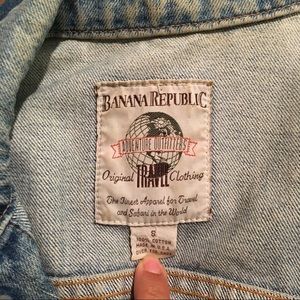 BANANA REPUBLIC
ADVENTURE OUTFITTERS
TRAVEL
Original Clothing
The Finest Apparel for Travel
and Safari in the World
S
100% COTTON
MADE IN U.S.A.